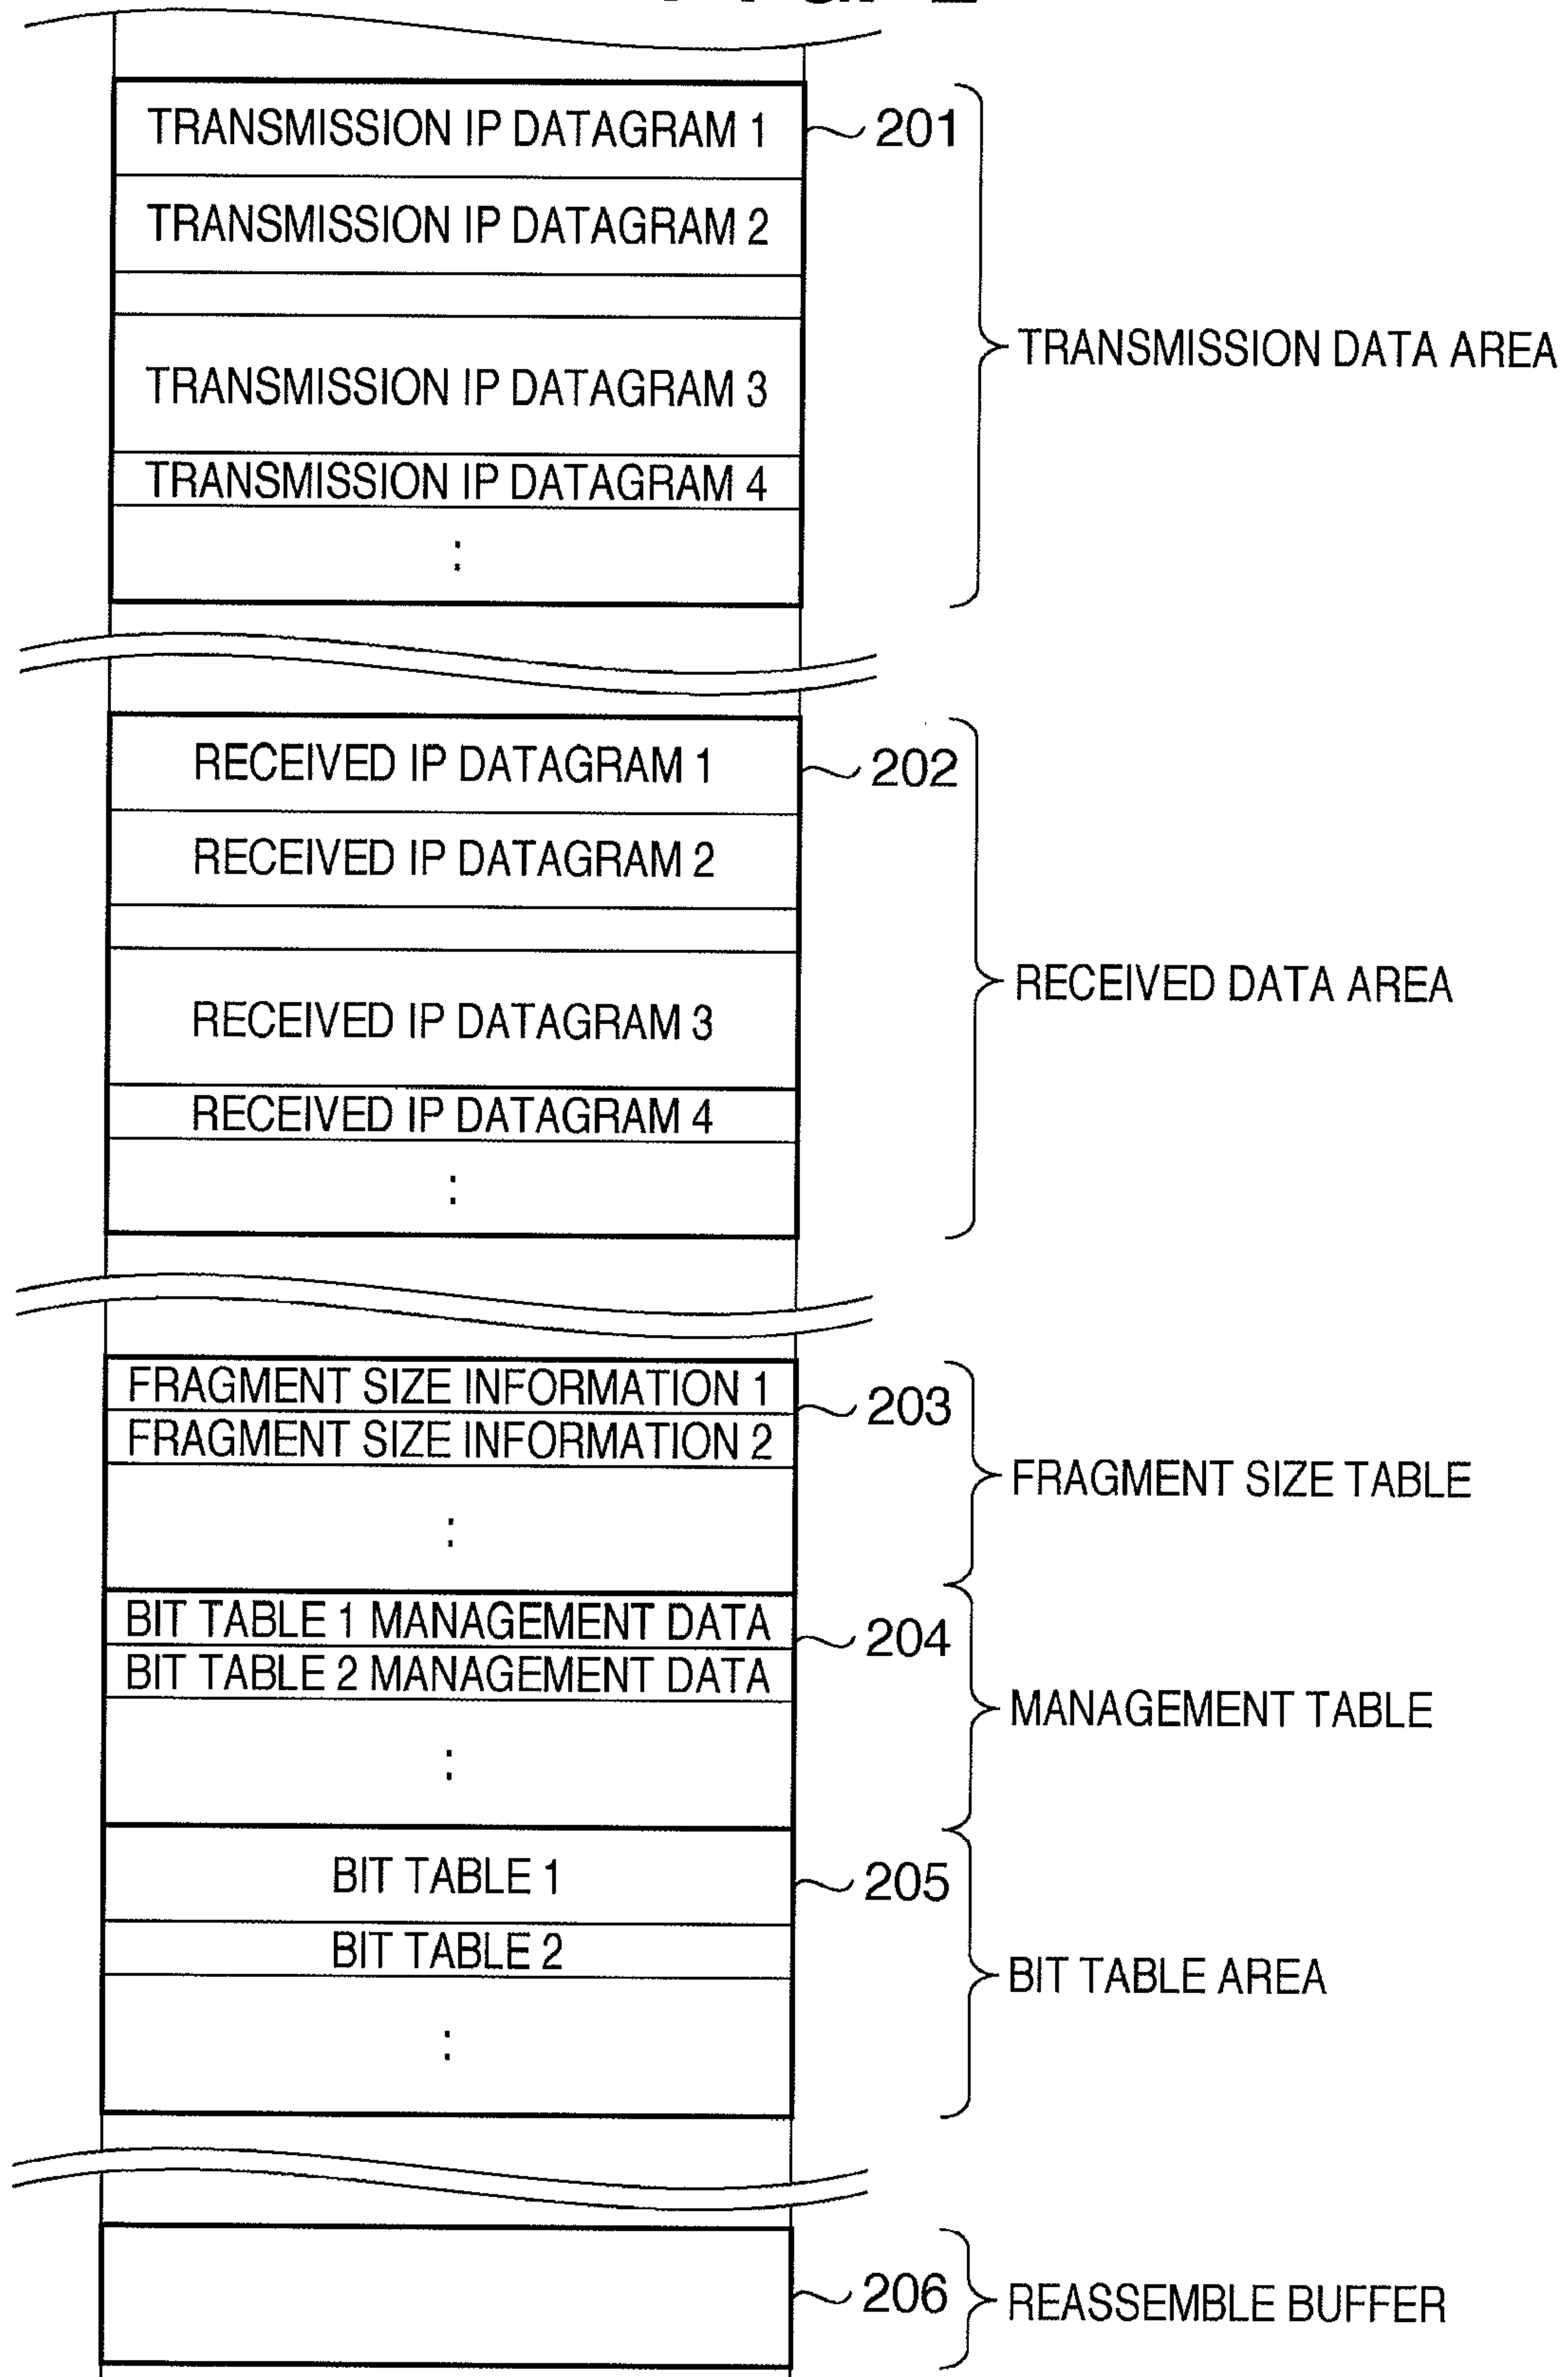 TRANSMISSION IP DATAGRAM 1
201
TRANSMISSION IP DATAGRAM 2
TRANSMISSION DATA AREA
TRANSMISSION IP DATAGRAM 3
TRANSMISSION IP DATAGRAM 4
:
RECEIVED IP DATAGRAM 1
202
RECEIVED IP DATAGRAM 2
RECEIVED DATA AREA
RECEIVED IP DATAGRAM 3
RECEIVED IP DATAGRAM 4
:
FRAGMENT SIZE INFORMATION 1
203
FRAGMENT SIZE INFORMATION 2
FRAGMENT SIZE TABLE
:
BIT TABLE 1 MANAGEMENT DATA
204
BIT TABLE 2 MANAGEMENT DATA
MANAGEMENT TABLE
:
BIT TABLE 1
205
BIT TABLE 2
BIT TABLE AREA
:
206
REASSEMBLE BUFFER